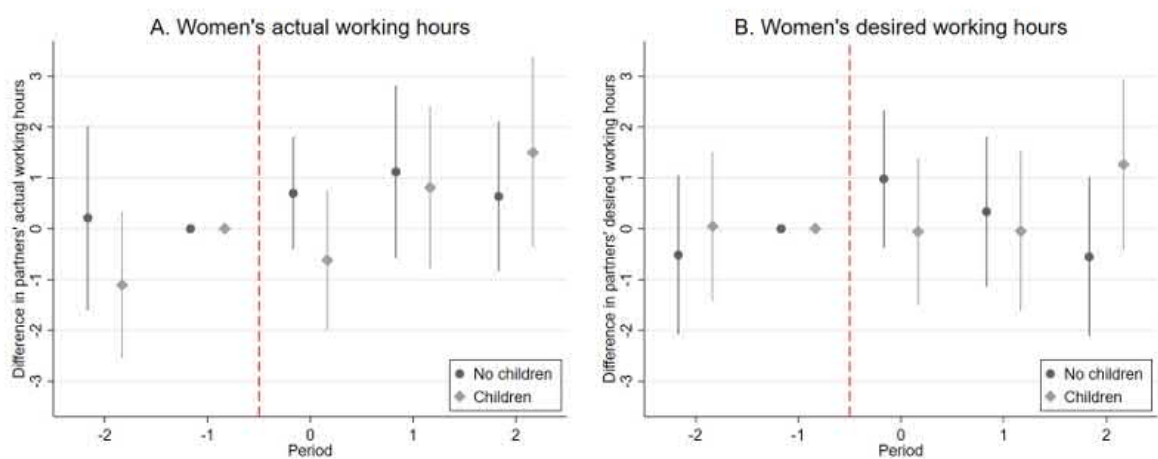 A. Women's actual working hours
Difference in partners' actual working hours
3
2
1
0
-1
-2
-3
No children
Children
-2 -1 0 1 2
Period
B. Women's desired working hours
Difference in partners' desired working hours
3
2
1
0
-1
-2
-3
No children
Children
-2 -1 0 1 2
Period